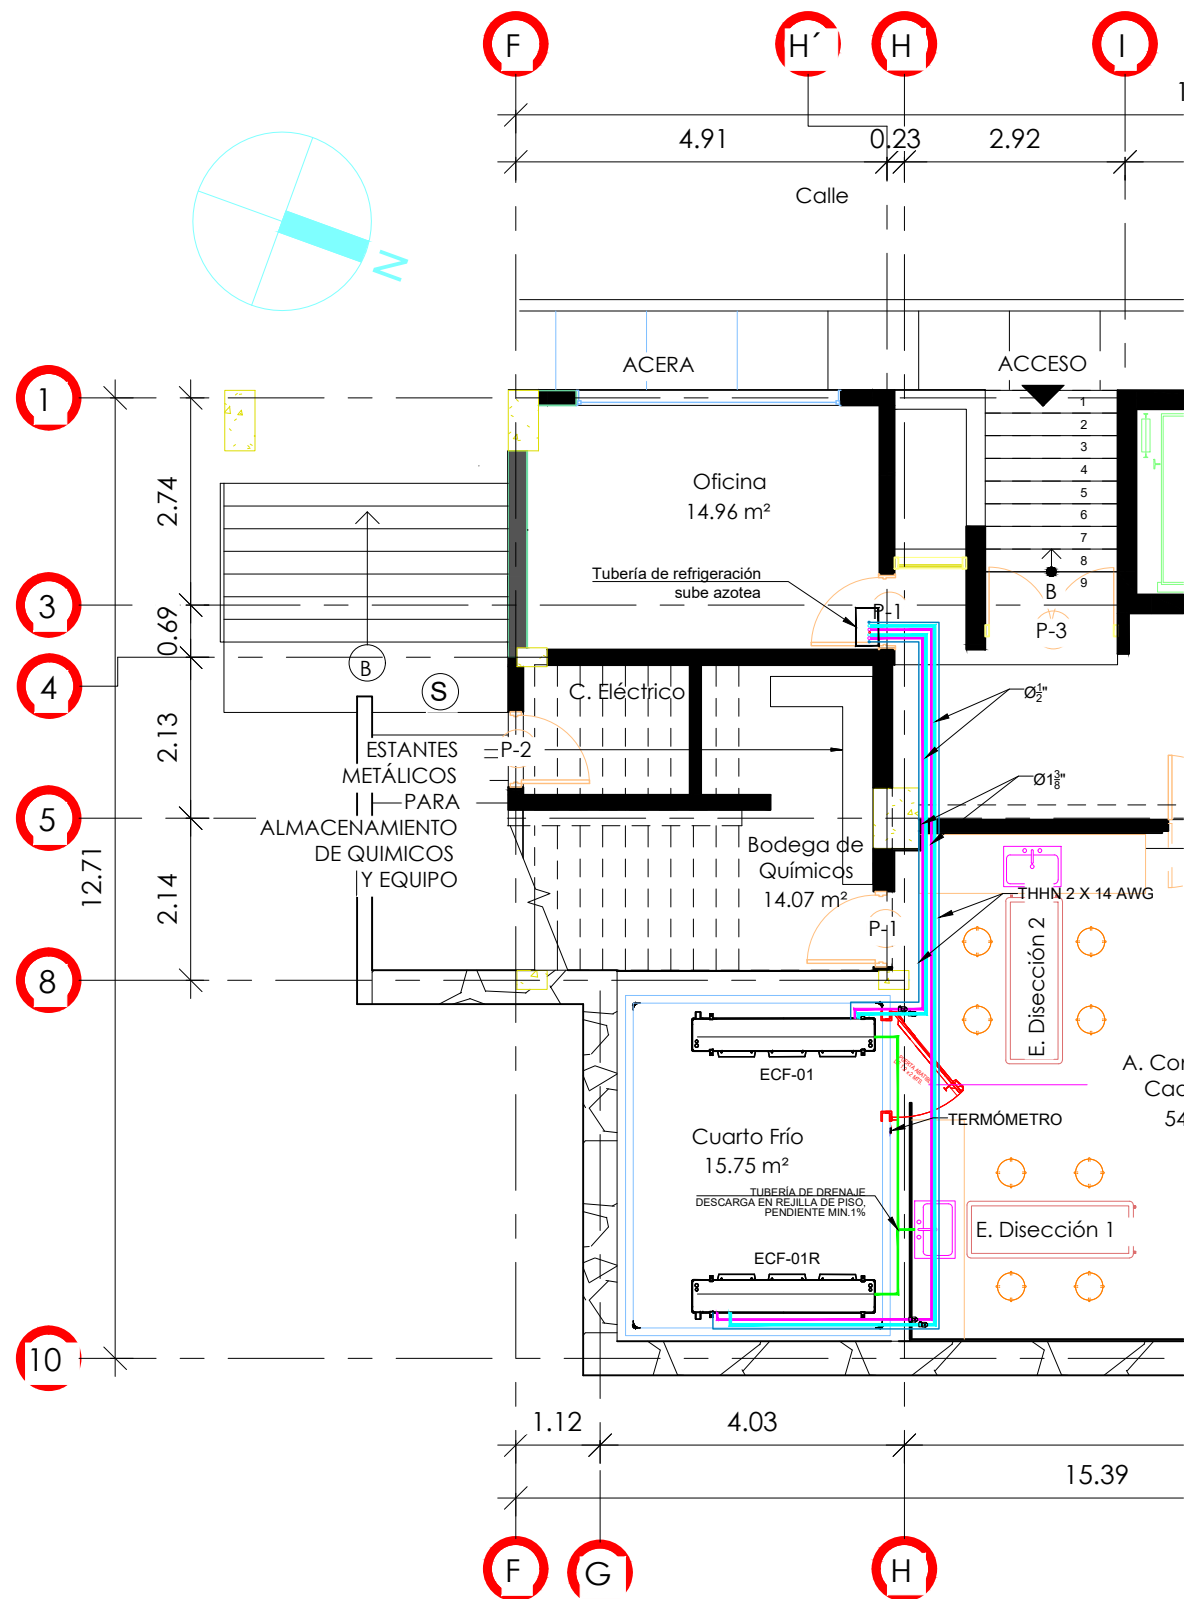 F
H´
H
I
1
4.91
0.23
2.92
Calle
N
ACERA
ACCESO
1
1
2
3
4
5
6
7
8
9
2.74
Oficina
14.96 m²
Tubería de refrigeración
sube azotea
P-1
B
P-3
3
0.69
4
B
S
C. Eléctrico
Ø½"
2.13
P-2
ESTANTES
METÁLICOS
PARA
ALMACENAMIENTO
DE QUIMICOS
Y EQUIPO
Ø1⅜"
5
12.71
2.14
Bodega de
Químicos
14.07 m²
THHN 2 X 14 AWG
P-1
E. Disección 2
8
ECF-01
A. Cor
Cad
54
TERMÓMETRO
Cuarto Frío
15.75 m²
TUBERÍA DE DRENAJE
DESCARGA EN REJILLA DE PISO,
PENDIENTE MIN.1%
E. Disección 1
ECF-01R
10
1.12
4.03
15.39
F
G
H